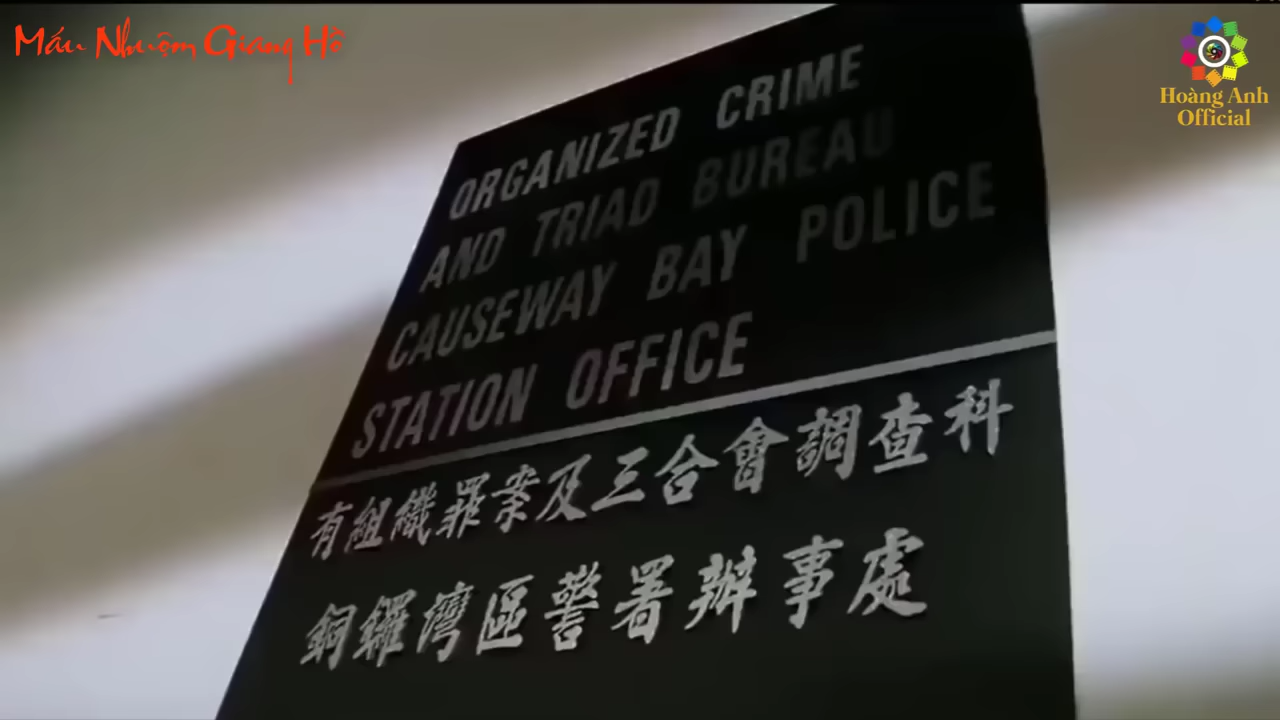 Máu Nhuộm Giang Hồ
Hoàng Anh
Official
ORGANIZED CRIME
AND TRIAD BUREAU
CAUSEWAY BAY POLICE
STATION OFFICE
有組織罪案及三合會調查科
銅鑼灣區警署辦事處